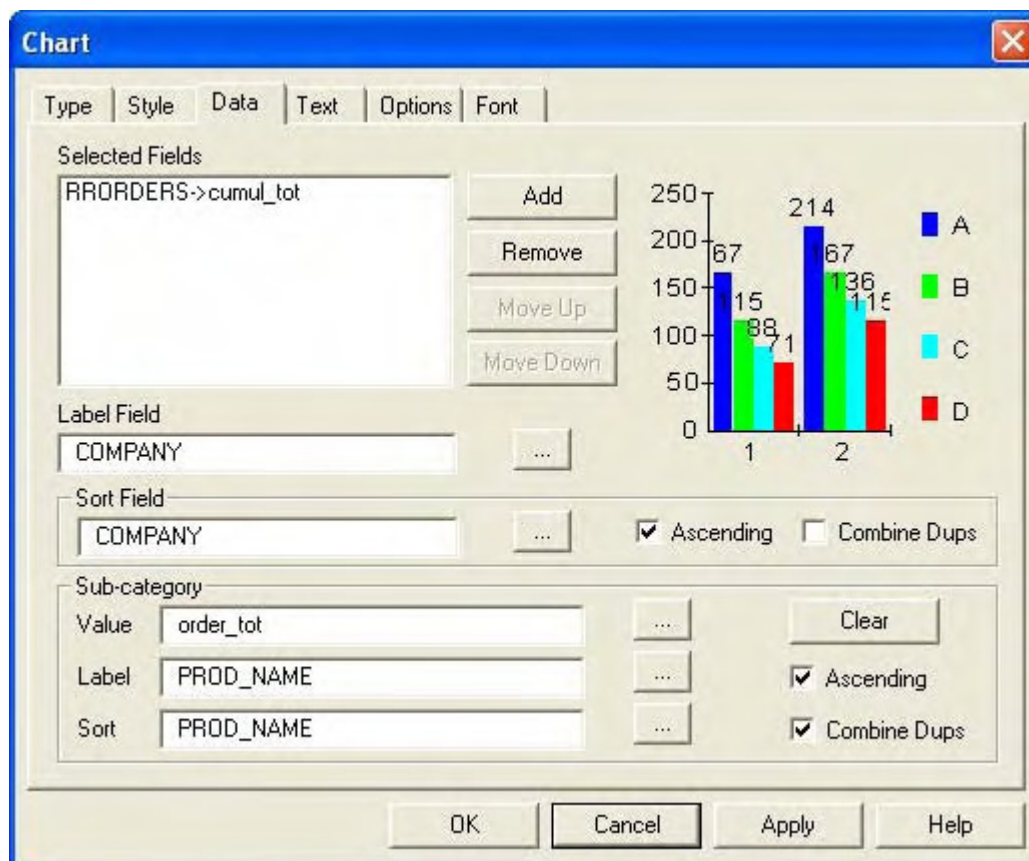 Chart
Type Style Data Text Options Font
Selected Fields
RRORDERS->cumul_tot
Add
Remove
Move Up
Move Down
250
200
150
100
50
0
67
115
88
71
214
167
136
115
1 2
A
B
C
D
Label Field
COMPANY
...
Sort Field
COMPANY
...
Ascending
Combine Dups
Sub-category
Value order_tot ... Clear
Label PROD_NAME ... Ascending
Sort PROD_NAME ... Combine Dups
OK Cancel Apply Help